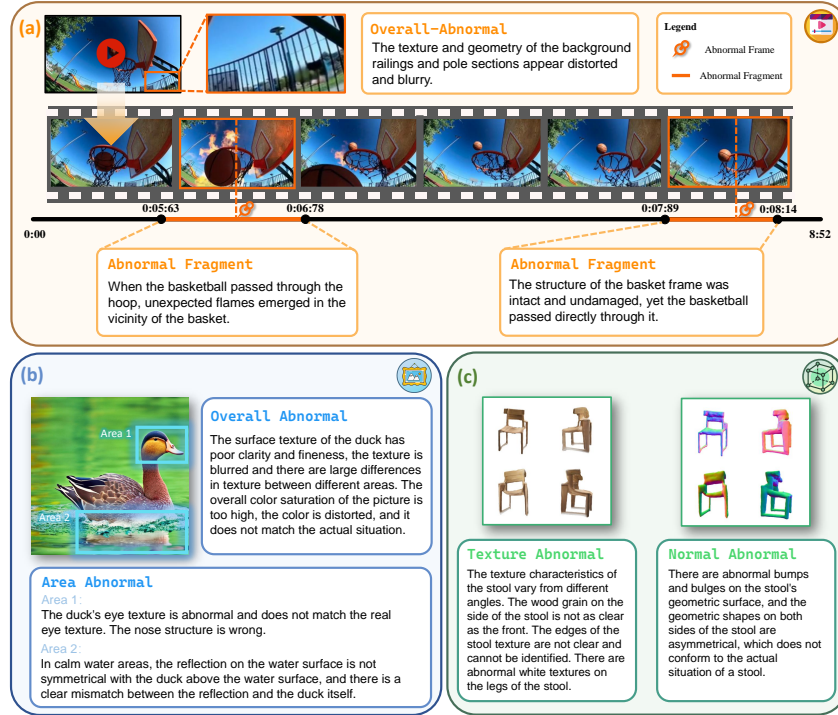 (a)
Overall-Abnormal
The texture and geometry of the background
railings and pole sections appear distorted
and blurry.
Legend
Abnormal Frame
Abnormal Fragment
0:00
0:05:63
0:06:78
0:07:89
0:08:14
8:52
Abnormal Fragment
When the basketball passed through the
hoop, unexpected flames emerged in the
vicinity of the basket.
Abnormal Fragment
The structure of the basket frame was
intact and undamaged, yet the basketball
passed directly through it.
(b)
Area 1
Area 2
Overall Abnormal
The surface texture of the duck has
poor clarity and fineness, the texture is
blurred and there are large differences
in texture between different areas. The
overall color saturation of the picture is
too high, the color is distorted, and it
does not match the actual situation.
Area Abnormal
Area 1:
The duck's eye texture is abnormal and does not match the real
eye texture. The nose structure is wrong.
Area 2:
In calm water areas, the reflection on the water surface is not
symmetrical with the duck above the water surface, and there is a
clear mismatch between the reflection and the duck itself.
(c)
Texture Abnormal
The texture characteristics of
the stool vary from different
angles. The wood grain on the
side of the stool is not as clear
as the front. The edges of the
stool texture are not clear and
cannot be identified. There are
abnormal white textures on
the legs of the stool.
Normal Abnormal
There are abnormal bumps
and bulges on the stool's
geometric surface, and the
geometric shapes on both
sides of the stool are
asymmetrical, which does not
conform to the actual
situation of a stool.